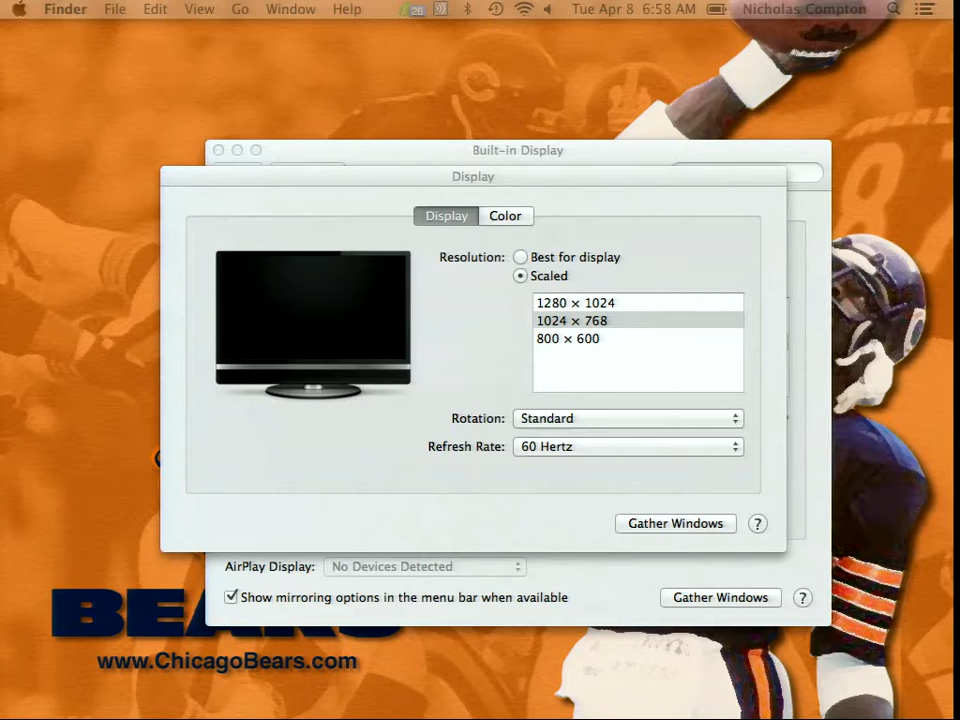 Finder File Edit View Go Window Help 26 Tue Apr 8 6:58 AM Nicholas Compton
Built-in Display
Display
Display Color
Resolution: Best for display
Scaled
1280 × 1024
1024 × 768
800 × 600
Rotation: Standard
Refresh Rate: 60 Hertz
Gather Windows ?
AirPlay Display: No Devices Detected
Show mirroring options in the menu bar when available Gather Windows ?
BEARS
www.ChicagoBears.com